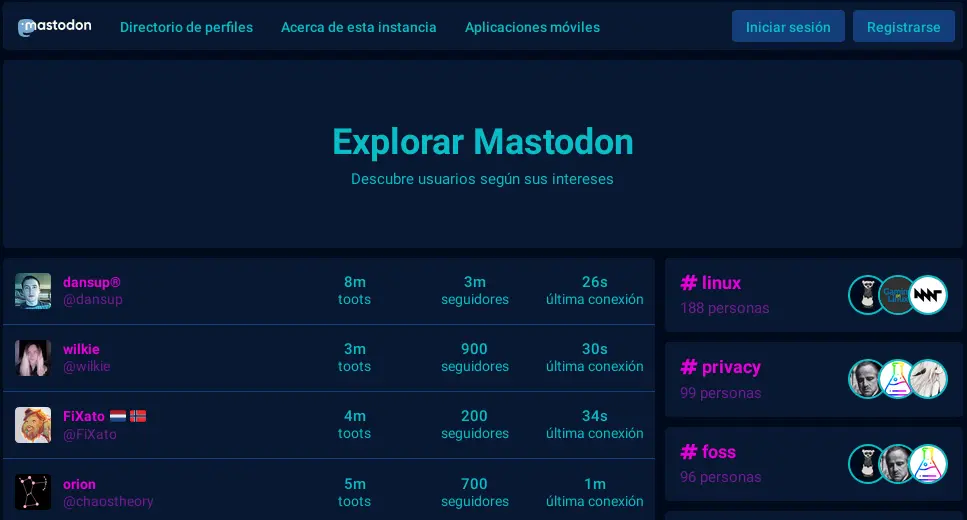 mastodon Directorio de perfiles Acerca de esta instancia Aplicaciones móviles Iniciar sesión Registrarse
Explorar Mastodon
Descubre usuarios según sus intereses
dansup® 8m 3m 26s
@dansup toots seguidores última conexión
wilkie 3m 900 30s
@wilkie toots seguidores última conexión
FiXato 4m 200 34s
@FiXato toots seguidores última conexión
orion 5m 700 1m
@chaostheory toots seguidores última conexión
# linux
188 personas
Gaming
Linux
# privacy
99 personas
# foss
96 personas